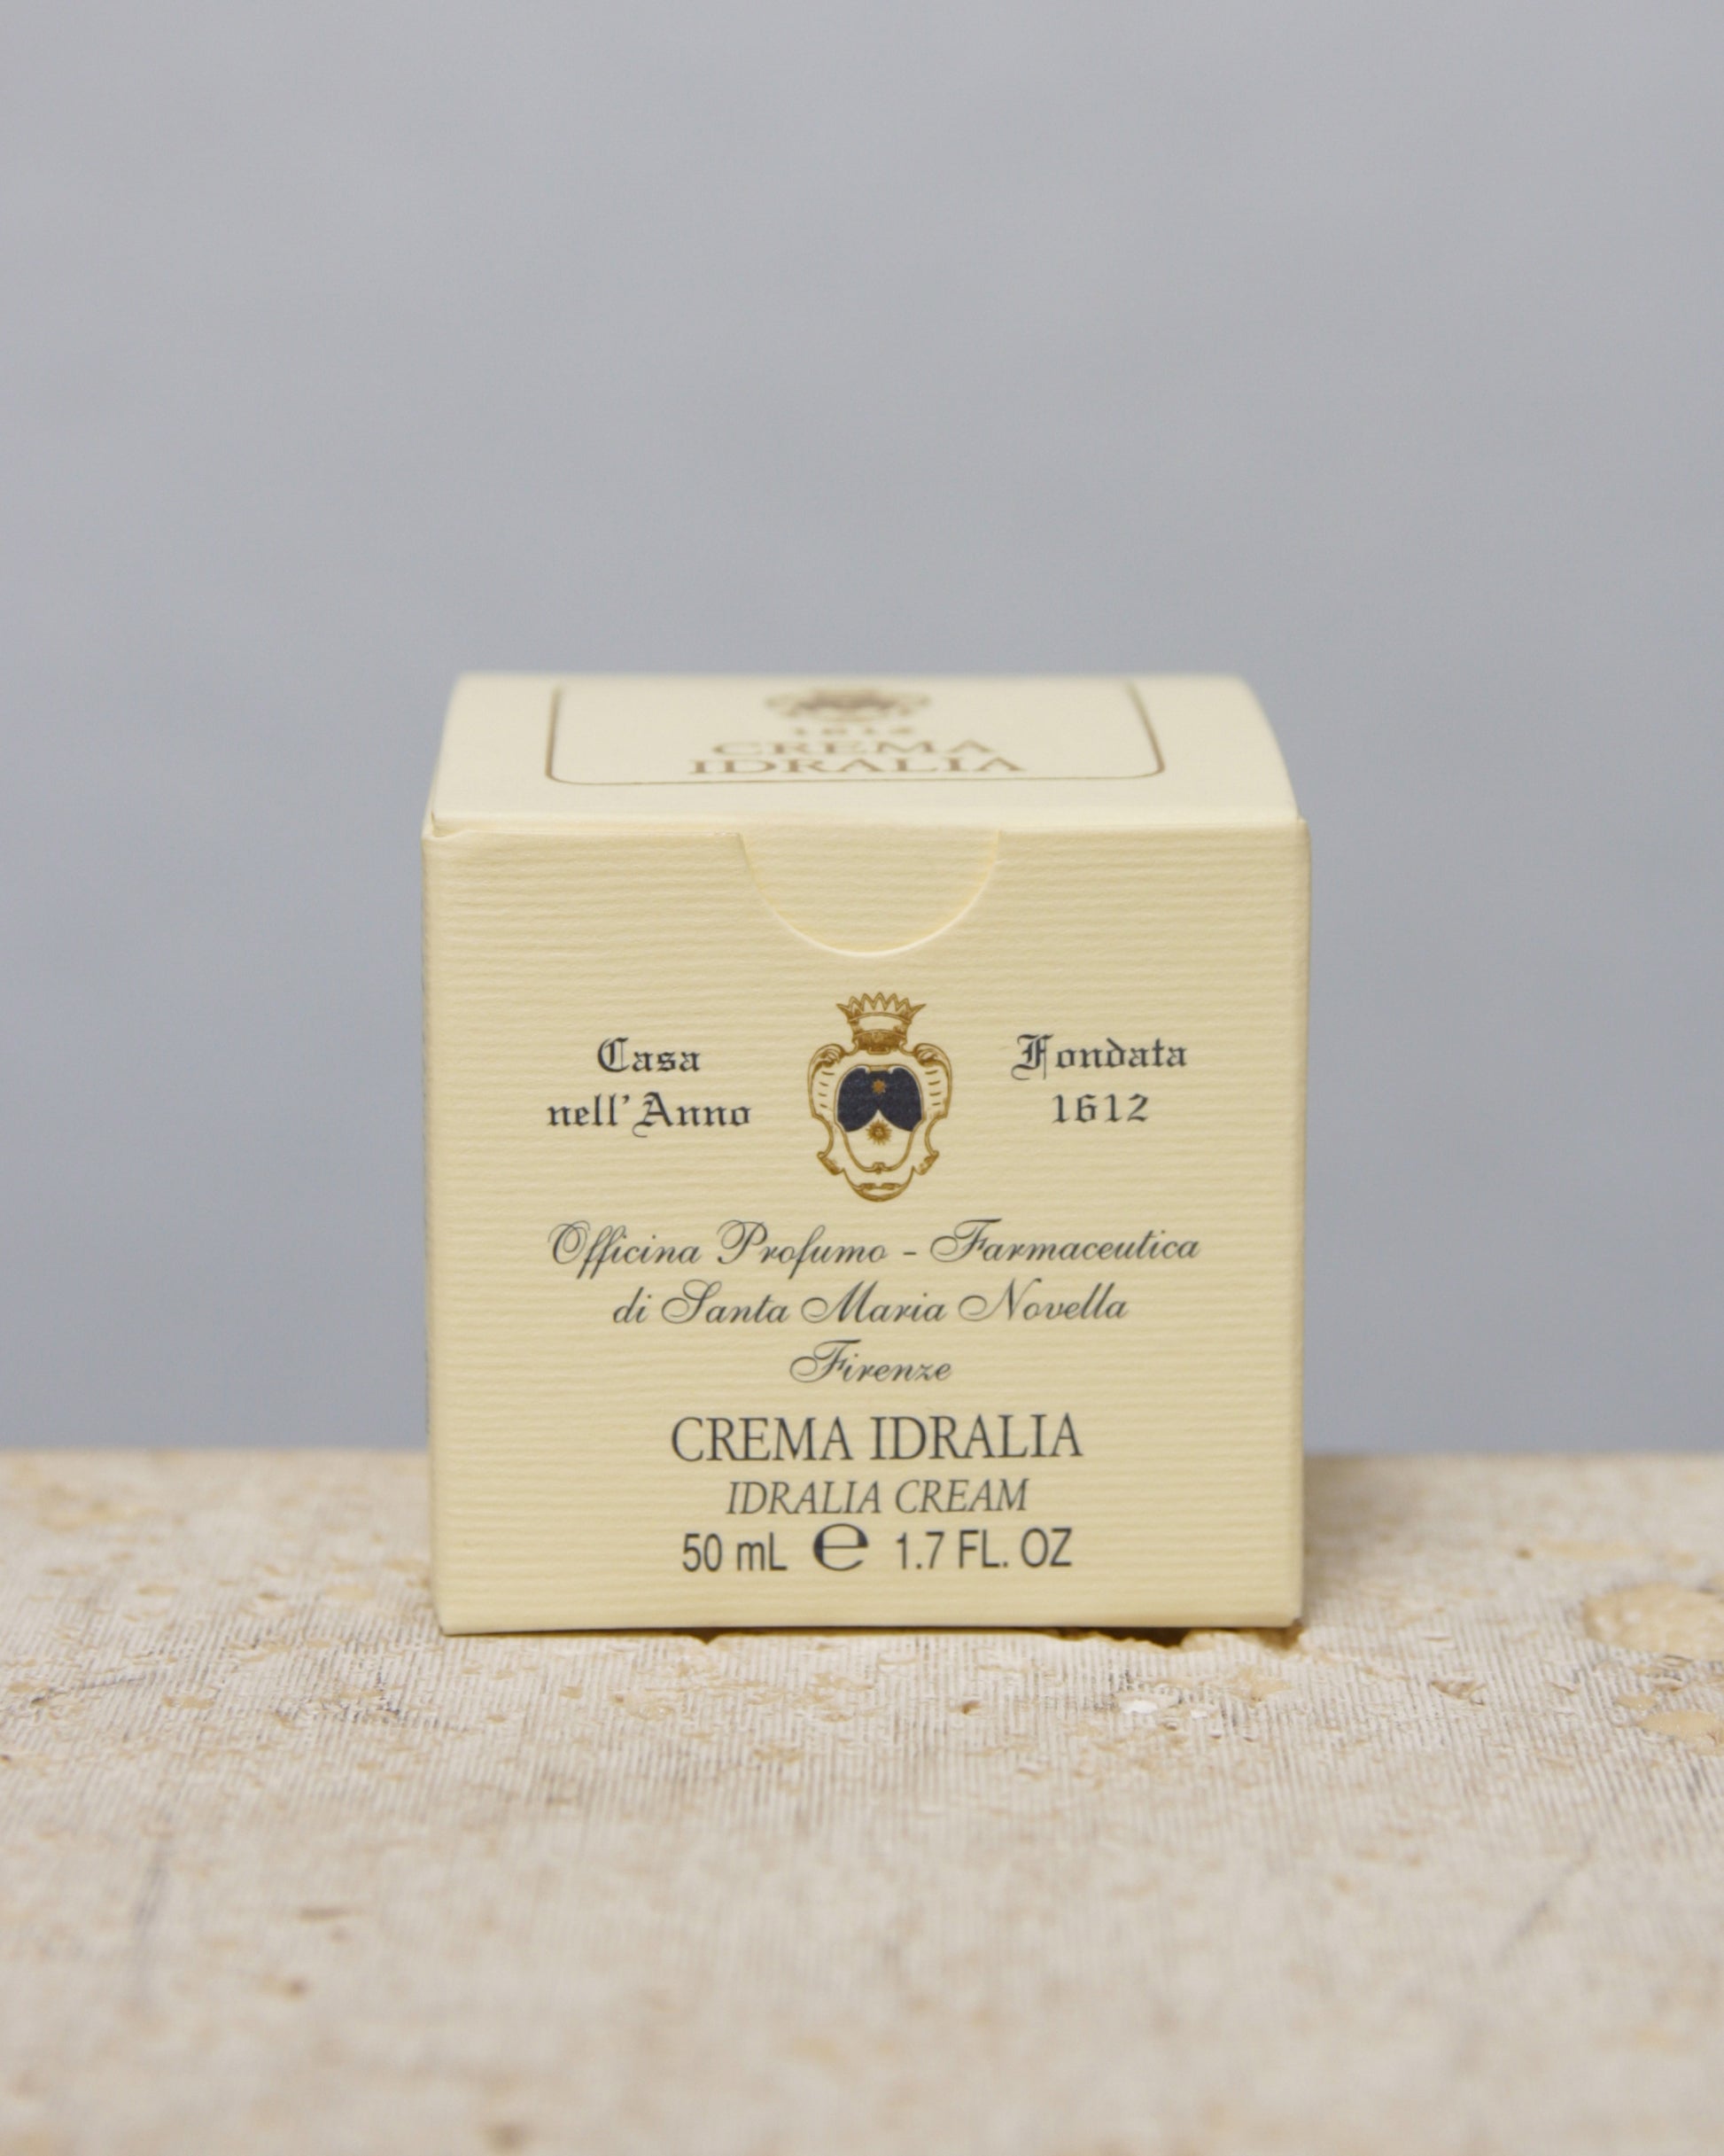 1612
CREMA
IDRALIA
Casa
nell'Anno
Fondata
1612
Officina Profumo - Farmaceutica
di Santa Maria Novella
Firenze
CREMA IDRALIA
IDRALIA CREAM
50 mL ℮ 1.7 FL. OZ